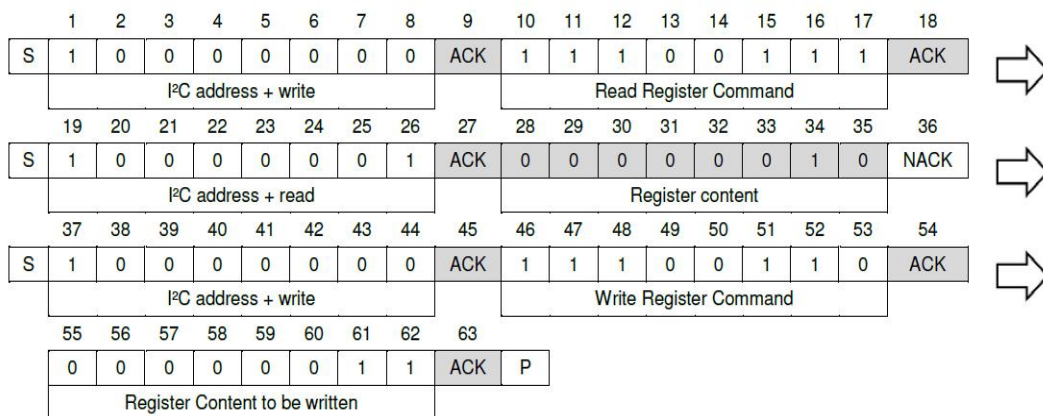 1 2 3 4 5 6 7 8 9 10 11 12 13 14 15 16 17 18
S 1 0 0 0 0 0 0 0 ACK 1 1 1 0 0 1 1 1 ACK
I²C address + write Read Register Command
19 20 21 22 23 24 25 26 27 28 29 30 31 32 33 34 35 36
S 1 0 0 0 0 0 0 1 ACK 0 0 0 0 0 0 1 0 NACK
I²C address + read Register content
37 38 39 40 41 42 43 44 45 46 47 48 49 50 51 52 53 54
S 1 0 0 0 0 0 0 0 ACK 1 1 1 0 0 1 1 0 ACK
I²C address + write Write Register Command
55 56 57 58 59 60 61 62 63
0 0 0 0 0 0 1 1 ACK P
Register Content to be written